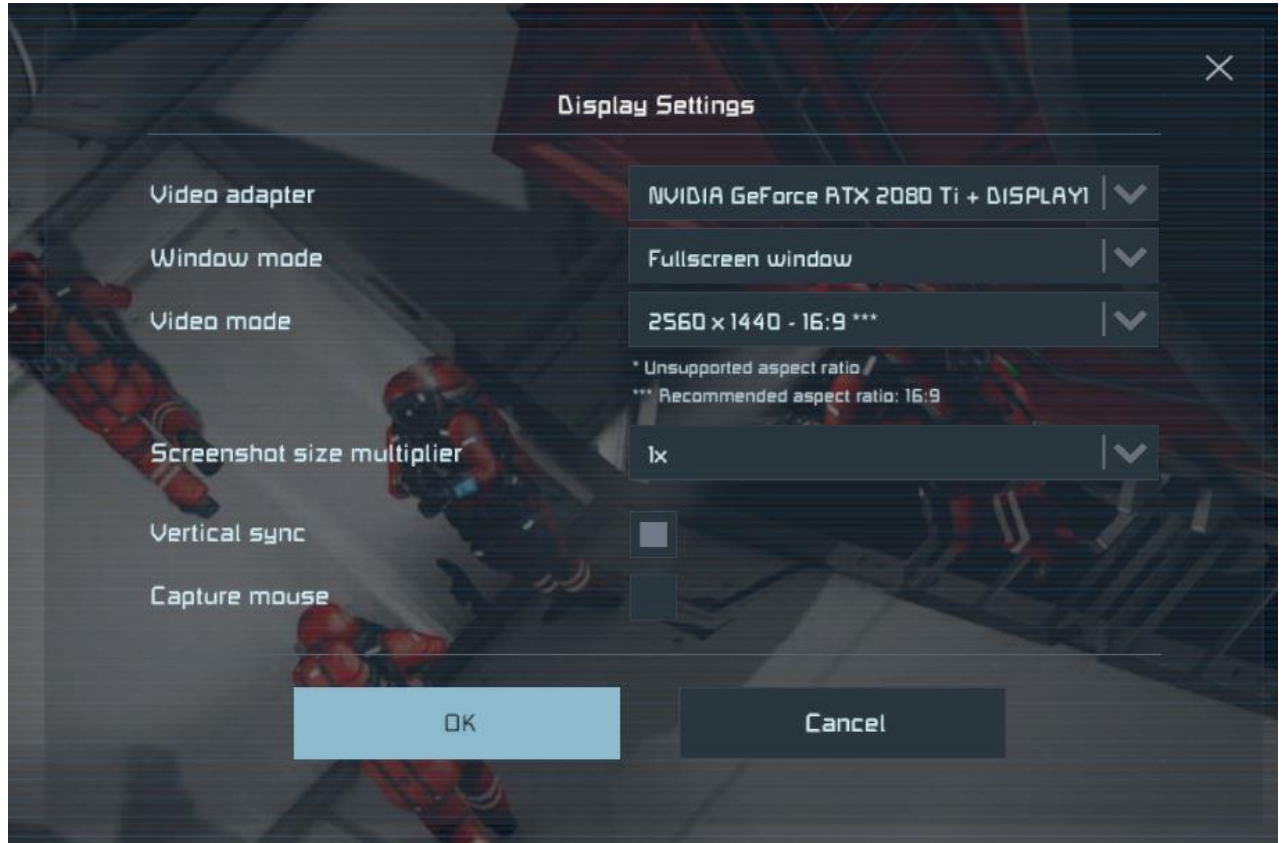 Display Settings
Video adapter
NVIDIA GeForce RTX 2080 Ti + DISPLAY1
Window mode
Fullscreen window
Video mode
2560 x 1440 - 16:9 ***
* Unsupported aspect ratio
*** Recommended aspect ratio: 16:9
Screenshot size multiplier
1x
Vertical sync
Capture mouse
OK
Cancel